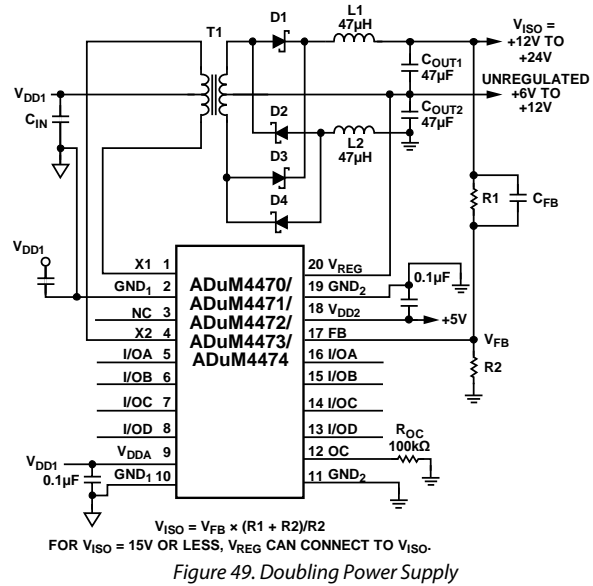 T1
D1
L1
47µH
V_ISO =
+12V TO
+24V
C_OUT1
47µF
V_DD1
C_IN
UNREGULATED
+6V TO
+12V
C_OUT2
47µF
D2
L2
47µH
D3
D4
R1
C_FB
V_DD1
X1 1
GND₁ 2
NC 3
X2 4
I/OA 5
I/OB 6
I/OC 7
I/OD 8
V_DDA 9
GND₁ 10
ADuM4470/
ADuM4471/
ADuM4472/
ADuM4473/
ADuM4474
20 V_REG
19 GND₂
18 V_DD2
17 FB
16 I/OA
15 I/OB
14 I/OC
13 I/OD
12 OC
11 GND₂
0.1µF
+5V
V_FB
R2
R_OC
100kΩ
V_DD1
0.1µF
V_ISO = V_FB × (R1 + R2)/R2
FOR V_ISO = 15V OR LESS, V_REG CAN CONNECT TO V_ISO.
Figure 49. Doubling Power Supply